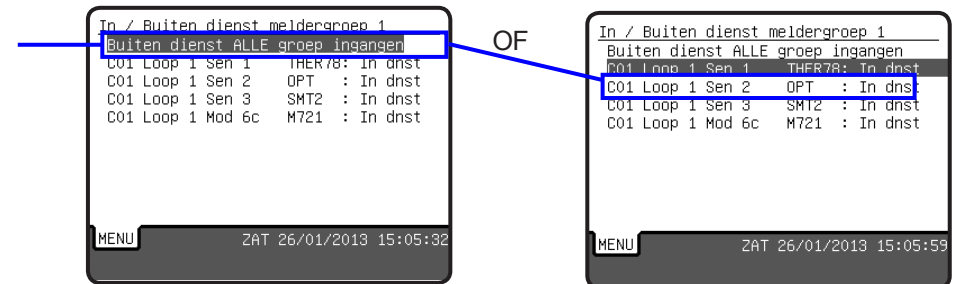 In / Buiten dienst meldergroep 1
Buiten dienst ALLE groep ingangen
C01 Loop 1 Sen 1 THER78: In dnst
C01 Loop 1 Sen 2 OPT : In dnst
C01 Loop 1 Sen 3 SMT2 : In dnst
C01 Loop 1 Mod 6c M721 : In dnst
MENU ZAT 26/01/2013 15:05:32
OF
In / Buiten dienst meldergroep 1
Buiten dienst ALLE groep ingangen
C01 Loop 1 Sen 1 THER78: In dnst
C01 Loop 1 Sen 2 OPT : In dnst
C01 Loop 1 Sen 3 SMT2 : In dnst
C01 Loop 1 Mod 6c M721 : In dnst
MENU ZAT 26/01/2013 15:05:59